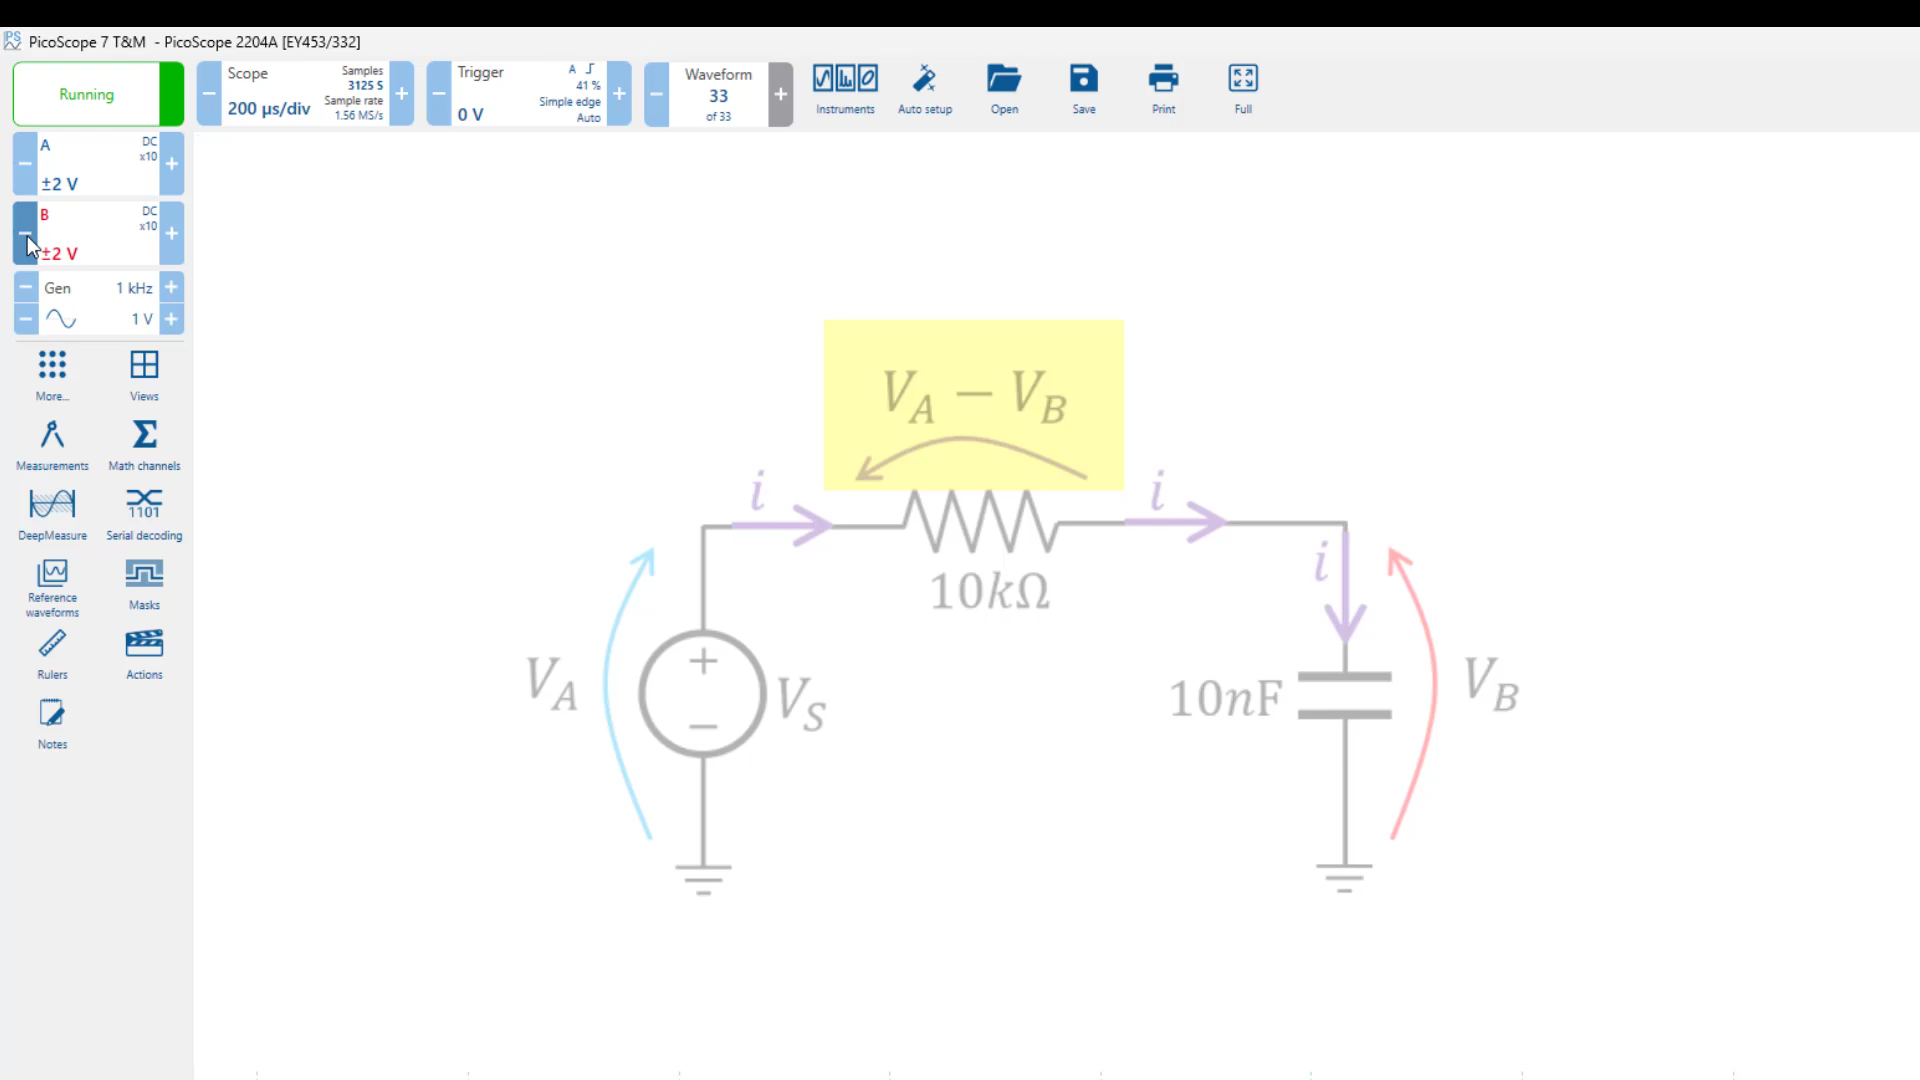 PicoScope 7 T&M - PicoScope 2204A [EY453/332]
Running
Scope
200 µs/div
Samples
3125 S
Sample rate
1.56 MS/s
Trigger
0 V
A
41 %
Simple edge
Auto
Waveform
33
of 33
Instruments
Auto setup
Open
Save
Print
Full
A
DC
x10
±2 V
B
DC
x10
±2 V
Gen
1 kHz
1 V
More...
Views
Measurements
Math channels
DeepMeasure
1101
Serial decoding
Reference
waveforms
Masks
Rulers
Actions
Notes
V_A − V_B
i
i
10kΩ
i
V_A
+
−
V_S
10nF
V_B